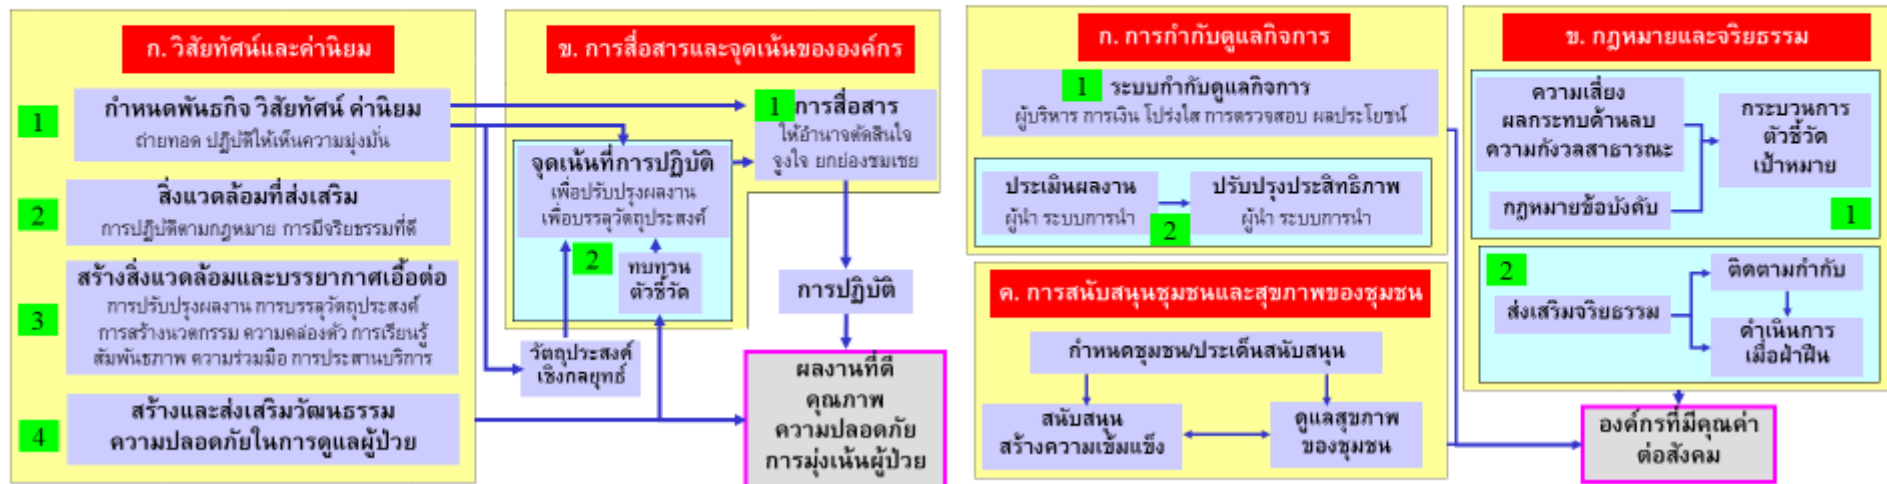 ก. วิสัยทัศน์และค่านิยม
1
กำหนดพันธกิจ วิสัยทัศน์ ค่านิยม
ถ่ายทอด ปฏิบัติให้เห็นความมุ่งมั่น
2
สิ่งแวดล้อมที่ส่งเสริม
การปฏิบัติตามกฎหมาย การมีจริยธรรมที่ดี
3
สร้างสิ่งแวดล้อมและบรรยากาศเอื้อต่อ
การปรับปรุงผลงาน การบรรลุวัตถุประสงค์
การสร้างนวตกรรม ความคล่องตัว การเรียนรู้
สัมพันธภาพ ความร่วมมือ การประสานบริการ
4
สร้างและส่งเสริมวัฒนธรรม
ความปลอดภัยในการดูแลผู้ป่วย
ข. การสื่อสารและจุดเน้นขององค์กร
1
การสื่อสาร
ให้อำนาจตัดสินใจ
จูงใจ ยกย่องชมเชย
จุดเน้นที่การปฏิบัติ
เพื่อปรับปรุงผลงาน
เพื่อบรรลุวัตถุประสงค์
2
ทบทวน
ตัวชี้วัด
วัตถุประสงค์
เชิงกลยุทธ์
การปฏิบัติ
ผลงานที่ดี
คุณภาพ
ความปลอดภัย
การมุ่งเน้นผู้ป่วย
ก. การกำกับดูแลกิจการ
1
ระบบกำกับดูแลกิจการ
ผู้บริหาร การเงิน โปร่งใส การตรวจสอบ ผลประโยชน์
ประเมินผลงาน
ผู้นำ ระบบการนำ
2
ปรับปรุงประสิทธิภาพ
ผู้นำ ระบบการนำ
ค. การสนับสนุนชุมชนและสุขภาพของชุมชน
กำหนดชุมชน/ประเด็นสนับสนุน
สนับสนุน
สร้างความเข้มแข็ง
ดูแลสุขภาพ
ของชุมชน
ข. กฎหมายและจริยธรรม
ความเสี่ยง
ผลกระทบด้านลบ
ความกังวลสาธารณะ
กฎหมายข้อบังคับ
กระบวนการ
ตัวชี้วัด
เป้าหมาย
1
2
ส่งเสริมจริยธรรม
ติดตามกำกับ
ดำเนินการ
เมื่อฝ่าฝืน
องค์กรที่มีคุณค่า
ต่อสังคม